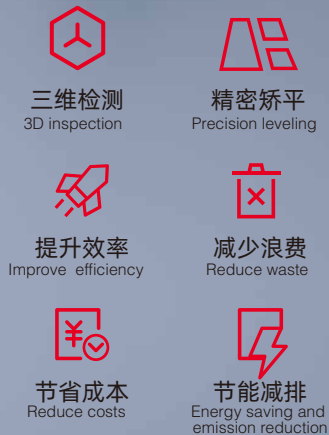 三维检测
3D inspection
精密矫平
Precision leveling
提升效率
Improve efficiency
减少浪费
Reduce waste
¥
节省成本
Reduce costs
节能减排
Energy saving and
emission reduction